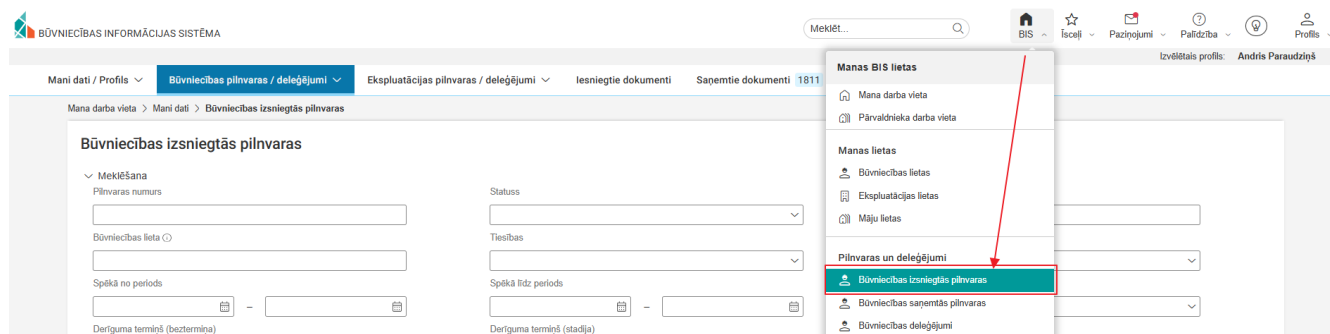 BŪVNIECĪBAS INFORMĀCIJAS SISTĒMA
Meklēt...
BIS
Īsceļi
Paziņojumi
Palīdzība
Profils
Izvēlētais profils: Andris Paraudziņš
Mani dati / Profils
Būvniecības pilnvaras / deleģējumi
Ekspluatācijas pilnvaras / deleģējumi
Iesniegtie dokumenti
Saņemtie dokumenti 1811
Mana darba vieta > Mani dati > Būvniecības izsniegtās pilnvaras
Būvniecības izsniegtās pilnvaras
Meklēšana
Pilnvaras numurs
Statuss
Būvniecības lieta
Tiesības
Spēkā no periods
–
Spēkā līdz periods
–
Derīguma termiņš (beztermiņa)
Derīguma termiņš (stadija)
Manas BIS lietas
Mana darba vieta
Pārvaldnieka darba vieta
Manas lietas
Būvniecības lietas
Ekspluatācijas lietas
Māju lietas
Pilnvaras un deleģējumi
Būvniecības izsniegtās pilnvaras
Būvniecības saņemtās pilnvaras
Būvniecības deleģējumi